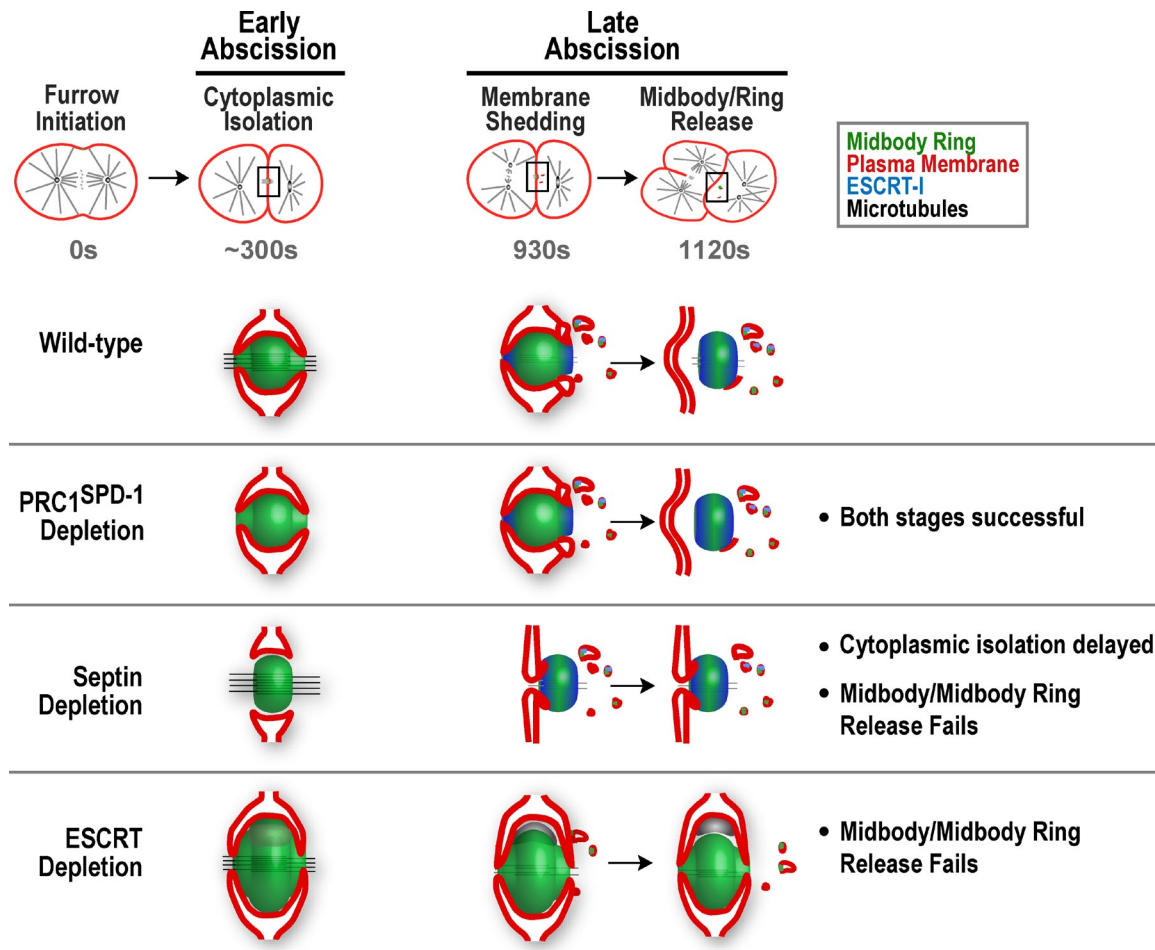 Early
Abscission
Late
Abscission
Furrow
Initiation
Cytoplasmic
Isolation
Membrane
Shedding
Midbody/Ring
Release
Midbody Ring
Plasma Membrane
ESCRT-I
Microtubules
0s
~300s
930s
1120s
Wild-type
PRC1SPD-1
Depletion
• Both stages successful
Septin
Depletion
• Cytoplasmic isolation delayed
• Midbody/Midbody Ring
Release Fails
ESCRT
Depletion
• Midbody/Midbody Ring
Release Fails